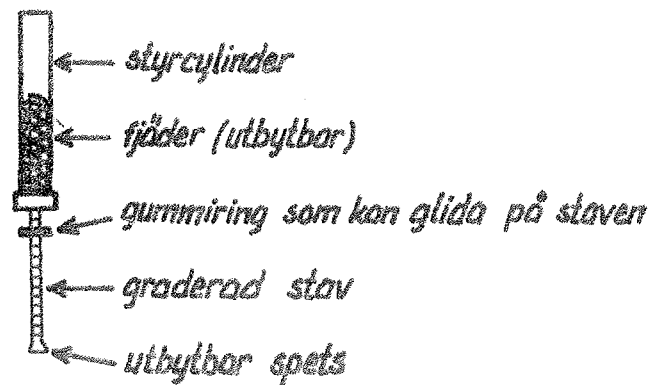 styrcylinder
fjäder (utbytbar)
gummiring som kan glida på staven
graderad stav
utbytbar spets